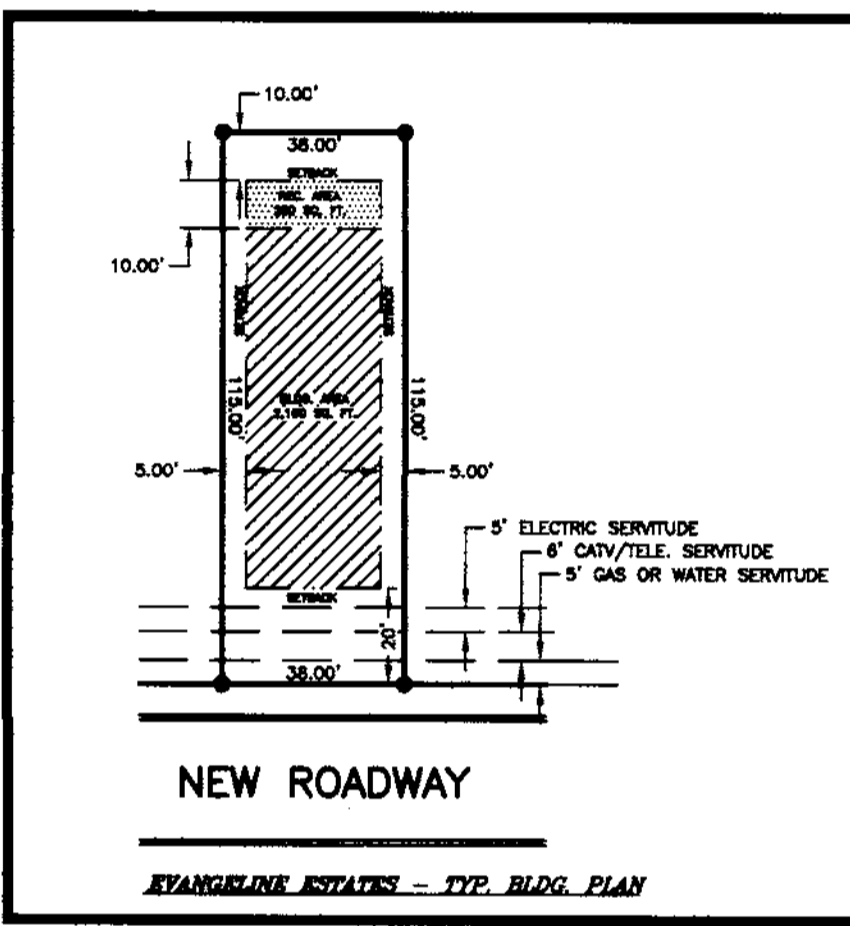 10.00'
38.00'
SETBACK
REC. AREA
SQ. FT.
10.00'
SETBACK
SETBACK
115.00'
115.00'
BLDG. AREA
SQ. FT.
5.00'
5.00'
5' ELECTRIC SERVITUDE
6' CATV/TELE. SERVITUDE
5' GAS OR WATER SERVITUDE
SETBACK
20'
38.00'
NEW ROADWAY
EVANGELINE ESTATES - TYP. BLDG. PLAN